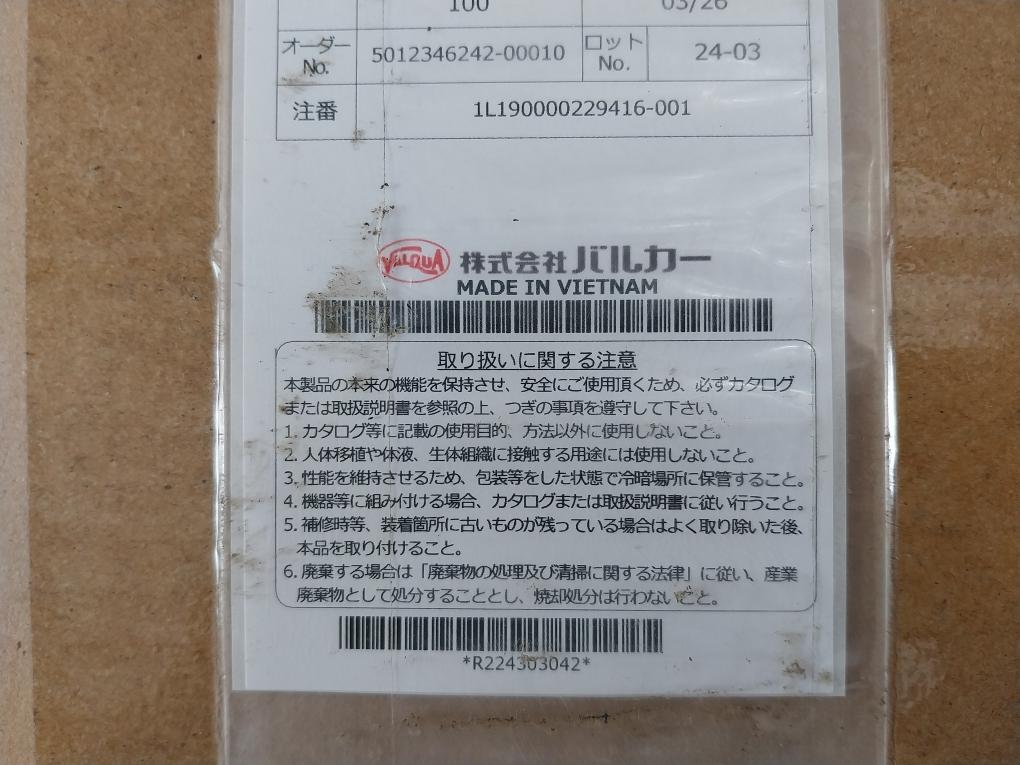 100 03/26
オーダー No. 5012346242-00010 ロット No. 24-03
注番 1L190000229416-001
VALQUA 株式会社バルカー
MADE IN VIETNAM
取り扱いに関する注意
本製品の本来の機能を保持させ、安全にご使用頂くため、必ずカタログ
または取扱説明書を参照の上、つぎの事項を遵守して下さい。
1. カタログ等に記載の使用目的、方法以外に使用しないこと。
2. 人体移植や体液、生体組織に接触する用途には使用しないこと。
3. 性能を維持させるため、包装等をした状態で冷暗場所に保管すること。
4. 機器等に組み付ける場合、カタログまたは取扱説明書に従い行うこと。
5. 補修時等、装着箇所に古いものが残っている場合はよく取り除いた後、
本品を取り付けること。
6. 廃棄する場合は「廃棄物の処理及び清掃に関する法律」に従い、産業
廃棄物として処分することとし、焼却処分は行わないこと。
*R224303042*